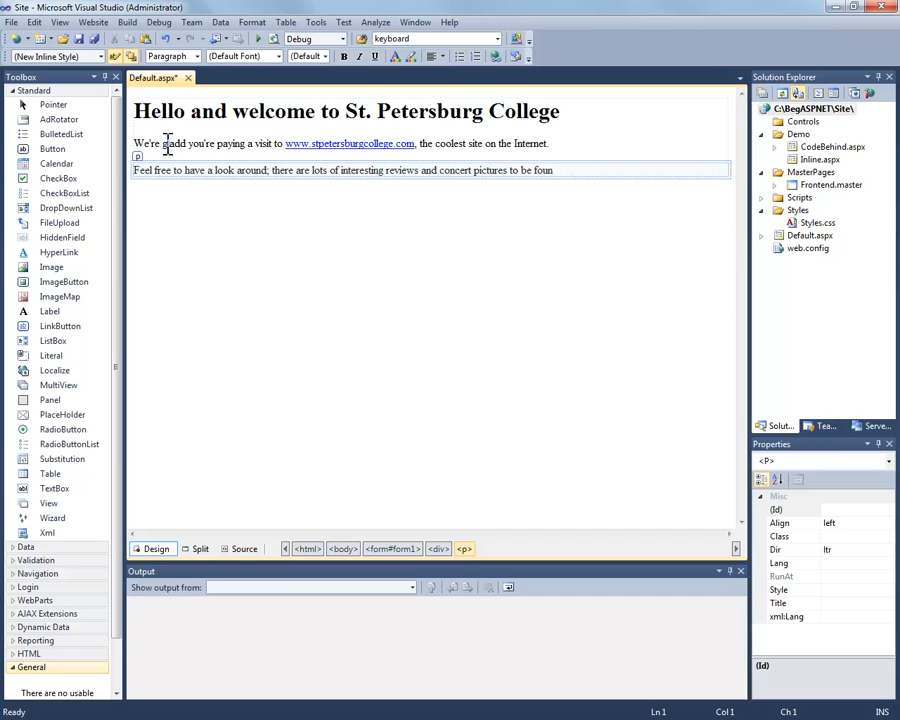 Site - Microsoft Visual Studio (Administrator)
File Edit View Website Build Debug Team Data Format Table Tools Test Analyze Window Help
Debug keyboard
(New Inline Style) Paragraph (Default Font) (Default B I U A
Toolbox
Standard
Pointer
AdRotator
BulletedList
Button
Calendar
CheckBox
CheckBoxList
DropDownList
FileUpload
HiddenField
HyperLink
Image
ImageButton
ImageMap
Label
LinkButton
ListBox
Literal
Localize
MultiView
Panel
PlaceHolder
RadioButton
RadioButtonList
Substitution
Table
TextBox
View
Wizard
Xml
Data
Validation
Navigation
Login
WebParts
AJAX Extensions
Dynamic Data
Reporting
HTML
General
There are no usable
Default.aspx*
Hello and welcome to St. Petersburg College
We're gladd you're paying a visit to www.stpetersburgcollege.com, the coolest site on the Internet.
p
Feel free to have a look around; there are lots of interesting reviews and concert pictures to be foun
Design Split Source <html> <body> <form#form1> <div> <p>
Output
Show output from:
Solution Explorer
C:\BegASPNET\Site\
Controls
Demo
CodeBehind.aspx
Inline.aspx
MasterPages
Frontend.master
Scripts
Styles
Styles.css
Default.aspx
web.config
Solut... Tea... Serve...
Properties
<P>
Misc
(Id)
Align left
Class
Dir ltr
Lang
RunAt
Style
Title
xml:Lang
(Id)
Ready Ln 1 Col 1 Ch 1 INS